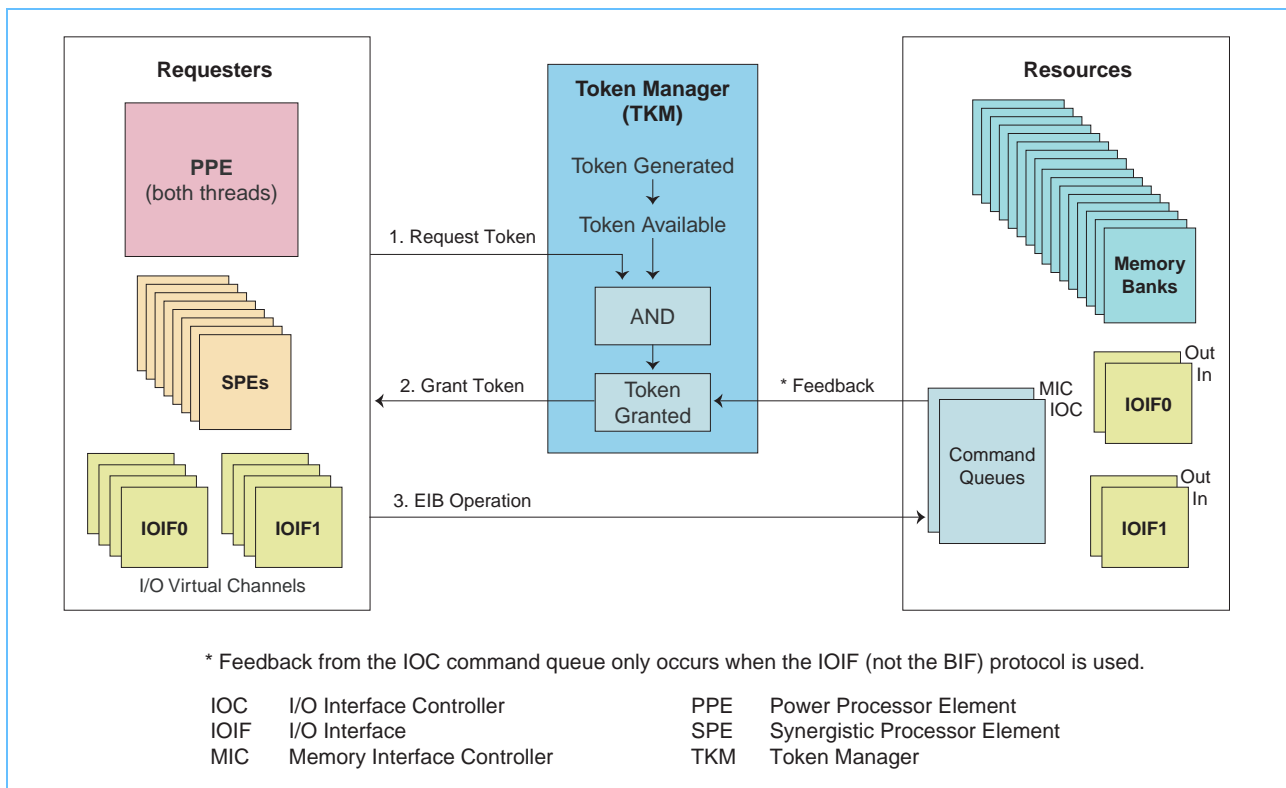 Requesters
PPE
(both threads)
SPEs
IOIF0
IOIF1
I/O Virtual Channels
1. Request Token
2. Grant Token
3. EIB Operation
Token Manager
(TKM)
Token Generated
Token Available
AND
Token
Granted
* Feedback
Resources
Memory
Banks
MIC
IOC
Command
Queues
Out
In
IOIF0
Out
In
IOIF1
* Feedback from the IOC command queue only occurs when the IOIF (not the BIF) protocol is used.
IOC I/O Interface Controller
IOIF I/O Interface
MIC Memory Interface Controller
PPE Power Processor Element
SPE Synergistic Processor Element
TKM Token Manager